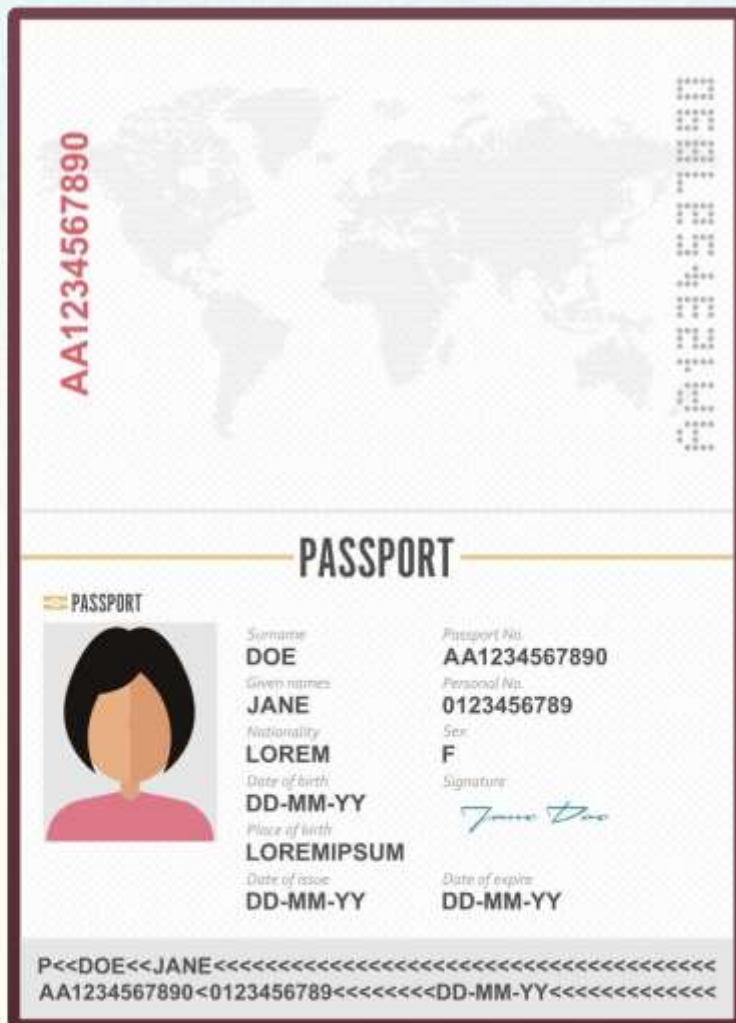 AA1234567890
AA1234567890
PASSPORT
PASSPORT
Surname
DOE
Passport No.
AA1234567890
Given names
JANE
Personal No.
0123456789
Nationality
LOREM
Sex
F
Date of birth
DD-MM-YY
Signature
Jane Doe
Place of birth
LOREMIPSUM
Date of issue
DD-MM-YY
Date of expire
DD-MM-YY
P<<DOE<<JANE<<<<<<<<<<<<<<<<<<<<<<<<<<<<<<<<<<<<<<<
AA1234567890<0123456789<<<<<<<<DD-MM-YY<<<<<<<<<<<<<